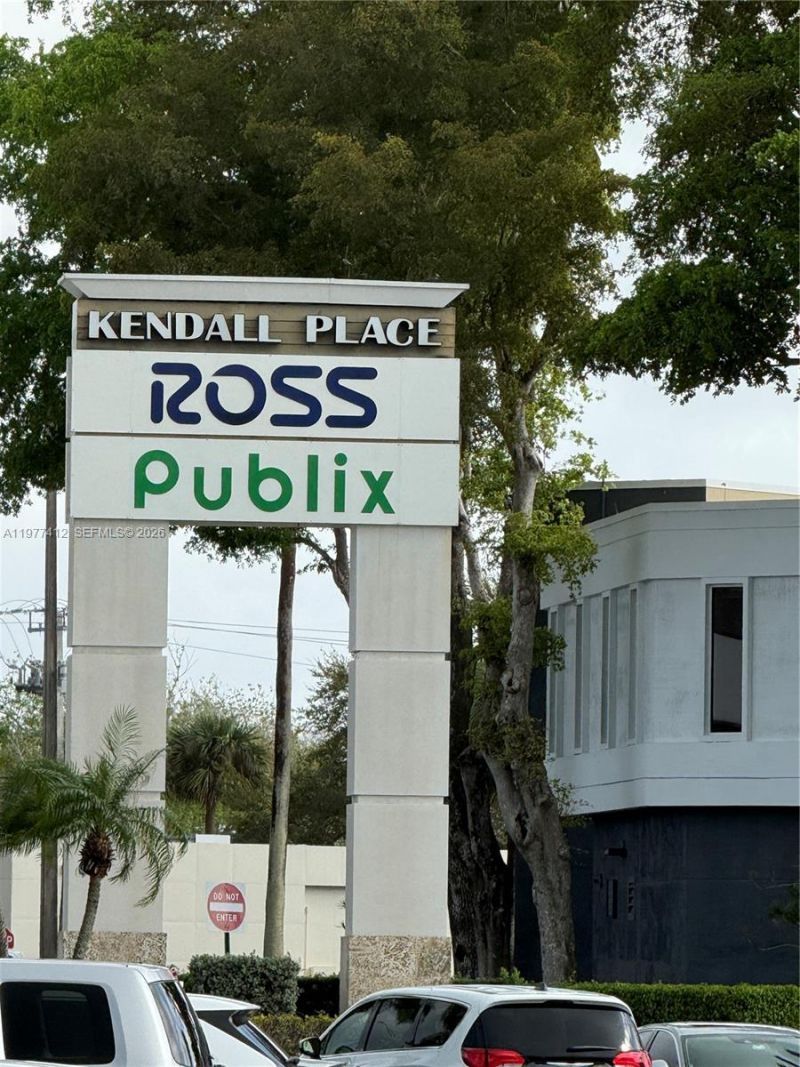 KENDALL PLACE
ROSS
Publix
A11977412 SEFMLS© 2026
DO NOT
ENTER